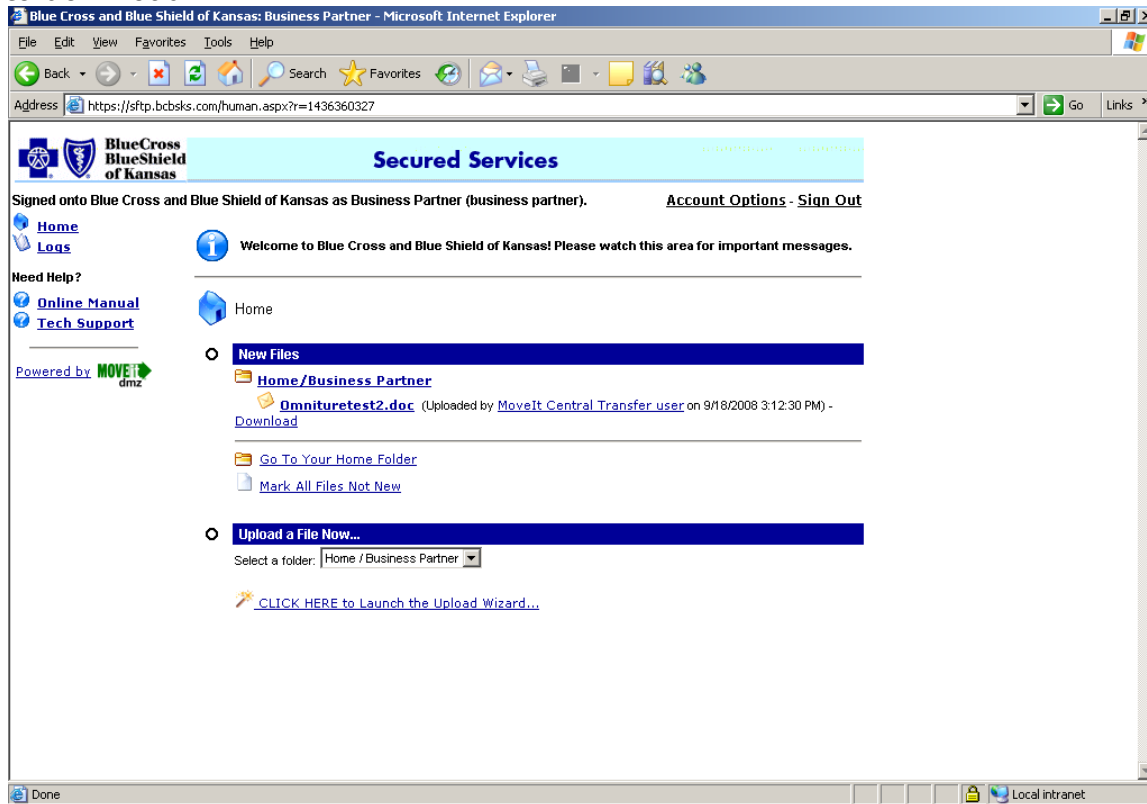 Blue Cross and Blue Shield of Kansas: Business Partner - Microsoft Internet Explorer
File Edit View Favorites Tools Help
Back Search Favorites
Address https://sftp.bcbsks.com/human.aspx?r=1436360327 Go Links »
BlueCross
BlueShield
of Kansas
Secured Services
Signed onto Blue Cross and Blue Shield of Kansas as Business Partner (business partner). Account Options - Sign Out
Home
Logs
Welcome to Blue Cross and Blue Shield of Kansas! Please watch this area for important messages.
Need Help?
Online Manual
Tech Support
Powered by MOVEit
dmz
Home
New Files
Home/Business Partner
Omnituretest2.doc (Uploaded by MoveIt Central Transfer user on 9/18/2008 3:12:30 PM) -
Download
Go To Your Home Folder
Mark All Files Not New
Upload a File Now...
Select a folder: Home / Business Partner
CLICK HERE to Launch the Upload Wizard...
Done Local intranet